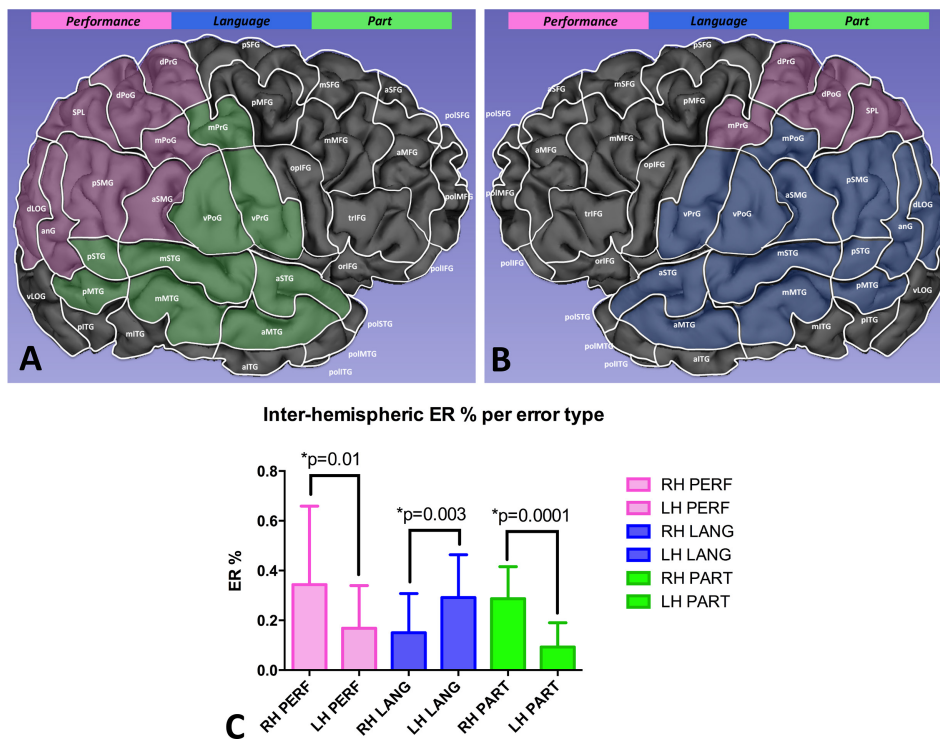 Performance Language Part
pSFG
dPrG
mSFG
dPoG
aSFG
SPL
pMFG
polSFG
mPrG
mPoG
mMFG
aMFG
opIFG
pSMG
polMFG
aSMG
dLOG
trIFG
vPoG
vPrG
anG
pSTG
mSTG
orIFG
polIFG
aSTG
pMTG
vLOG
mMTG
polSTG
pITG
mITG
aMTG
polMTG
aITG
polITG
A
Performance Language Part
pSFG
dPrG
mSFG
dPoG
aSFG
SPL
pMFG
polSFG
mPrG
mPoG
mMFG
aMFG
opIFG
pSMG
polMFG
aSMG
dLOG
trIFG
vPrG
vPoG
anG
mSTG
pSTG
orIFG
polIFG
aSTG
pMTG
vLOG
mMTG
polSTG
pITG
aMTG
mITG
polMTG
aITG
polITG
B
Inter-hemispheric ER % per error type
ER %
0.8
0.6
0.4
0.2
0.0
*p=0.01
*p=0.003
*p=0.0001
RH PERF
LH PERF
RH LANG
LH LANG
RH PART
LH PART
RH PERF
LH PERF
RH LANG
LH LANG
RH PART
LH PART
C